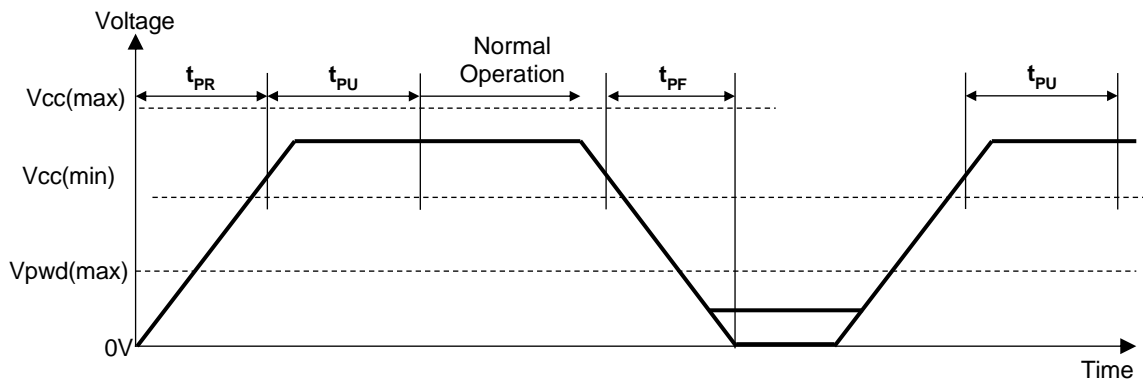 Voltage
Normal
Operation
tPR
tPU
tPF
tPU
Vcc(max)
Vcc(min)
Vpwd(max)
0V
Time